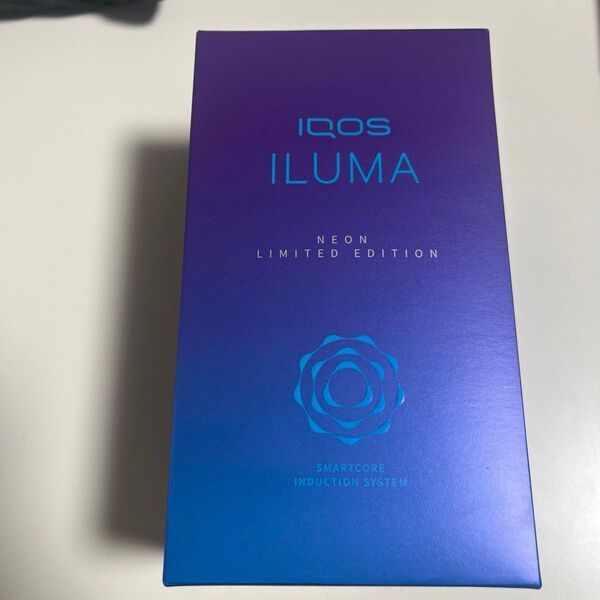 IQOS
ILUMA
NEON
LIMITED EDITION
SMARTCORE
INDUCTION SYSTEM